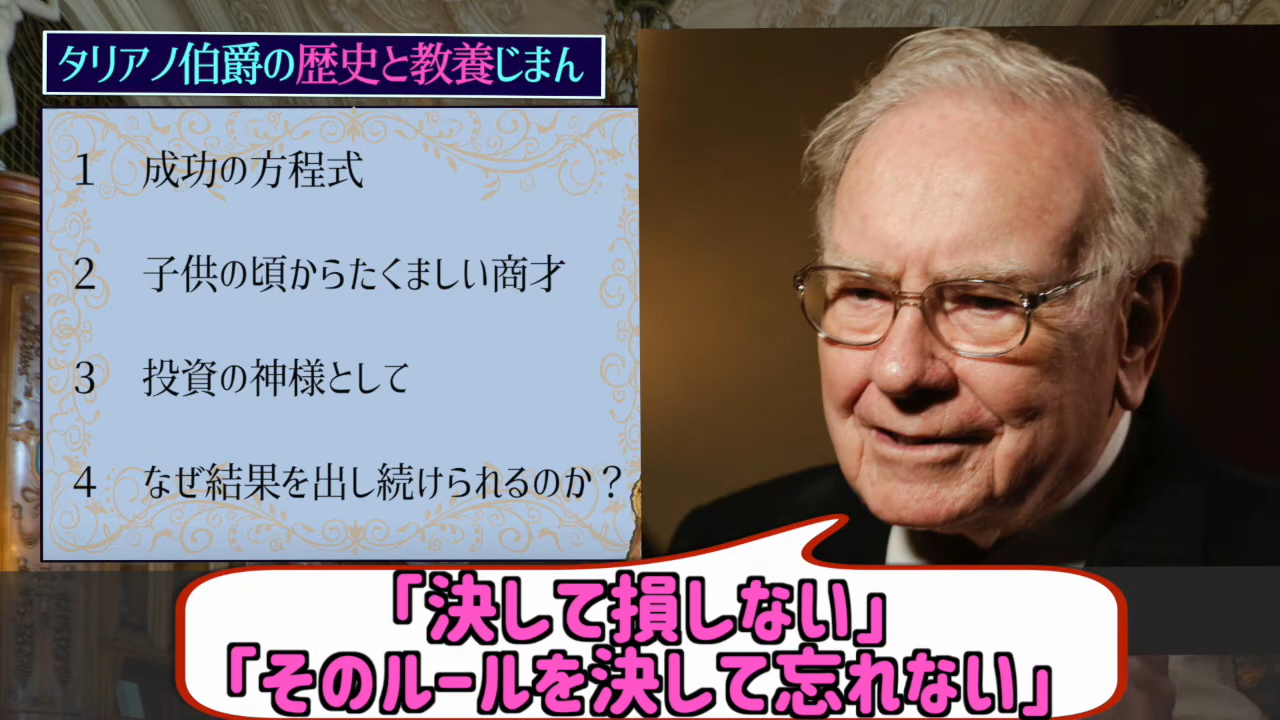 タリアノ伯爵の歴史と教養じまん
1 成功の方程式
2 子供の頃からたくましい商才
3 投資の神様として
4 なぜ結果を出し続けられるのか？
「決して損しない」
「そのルールを決して忘れない」